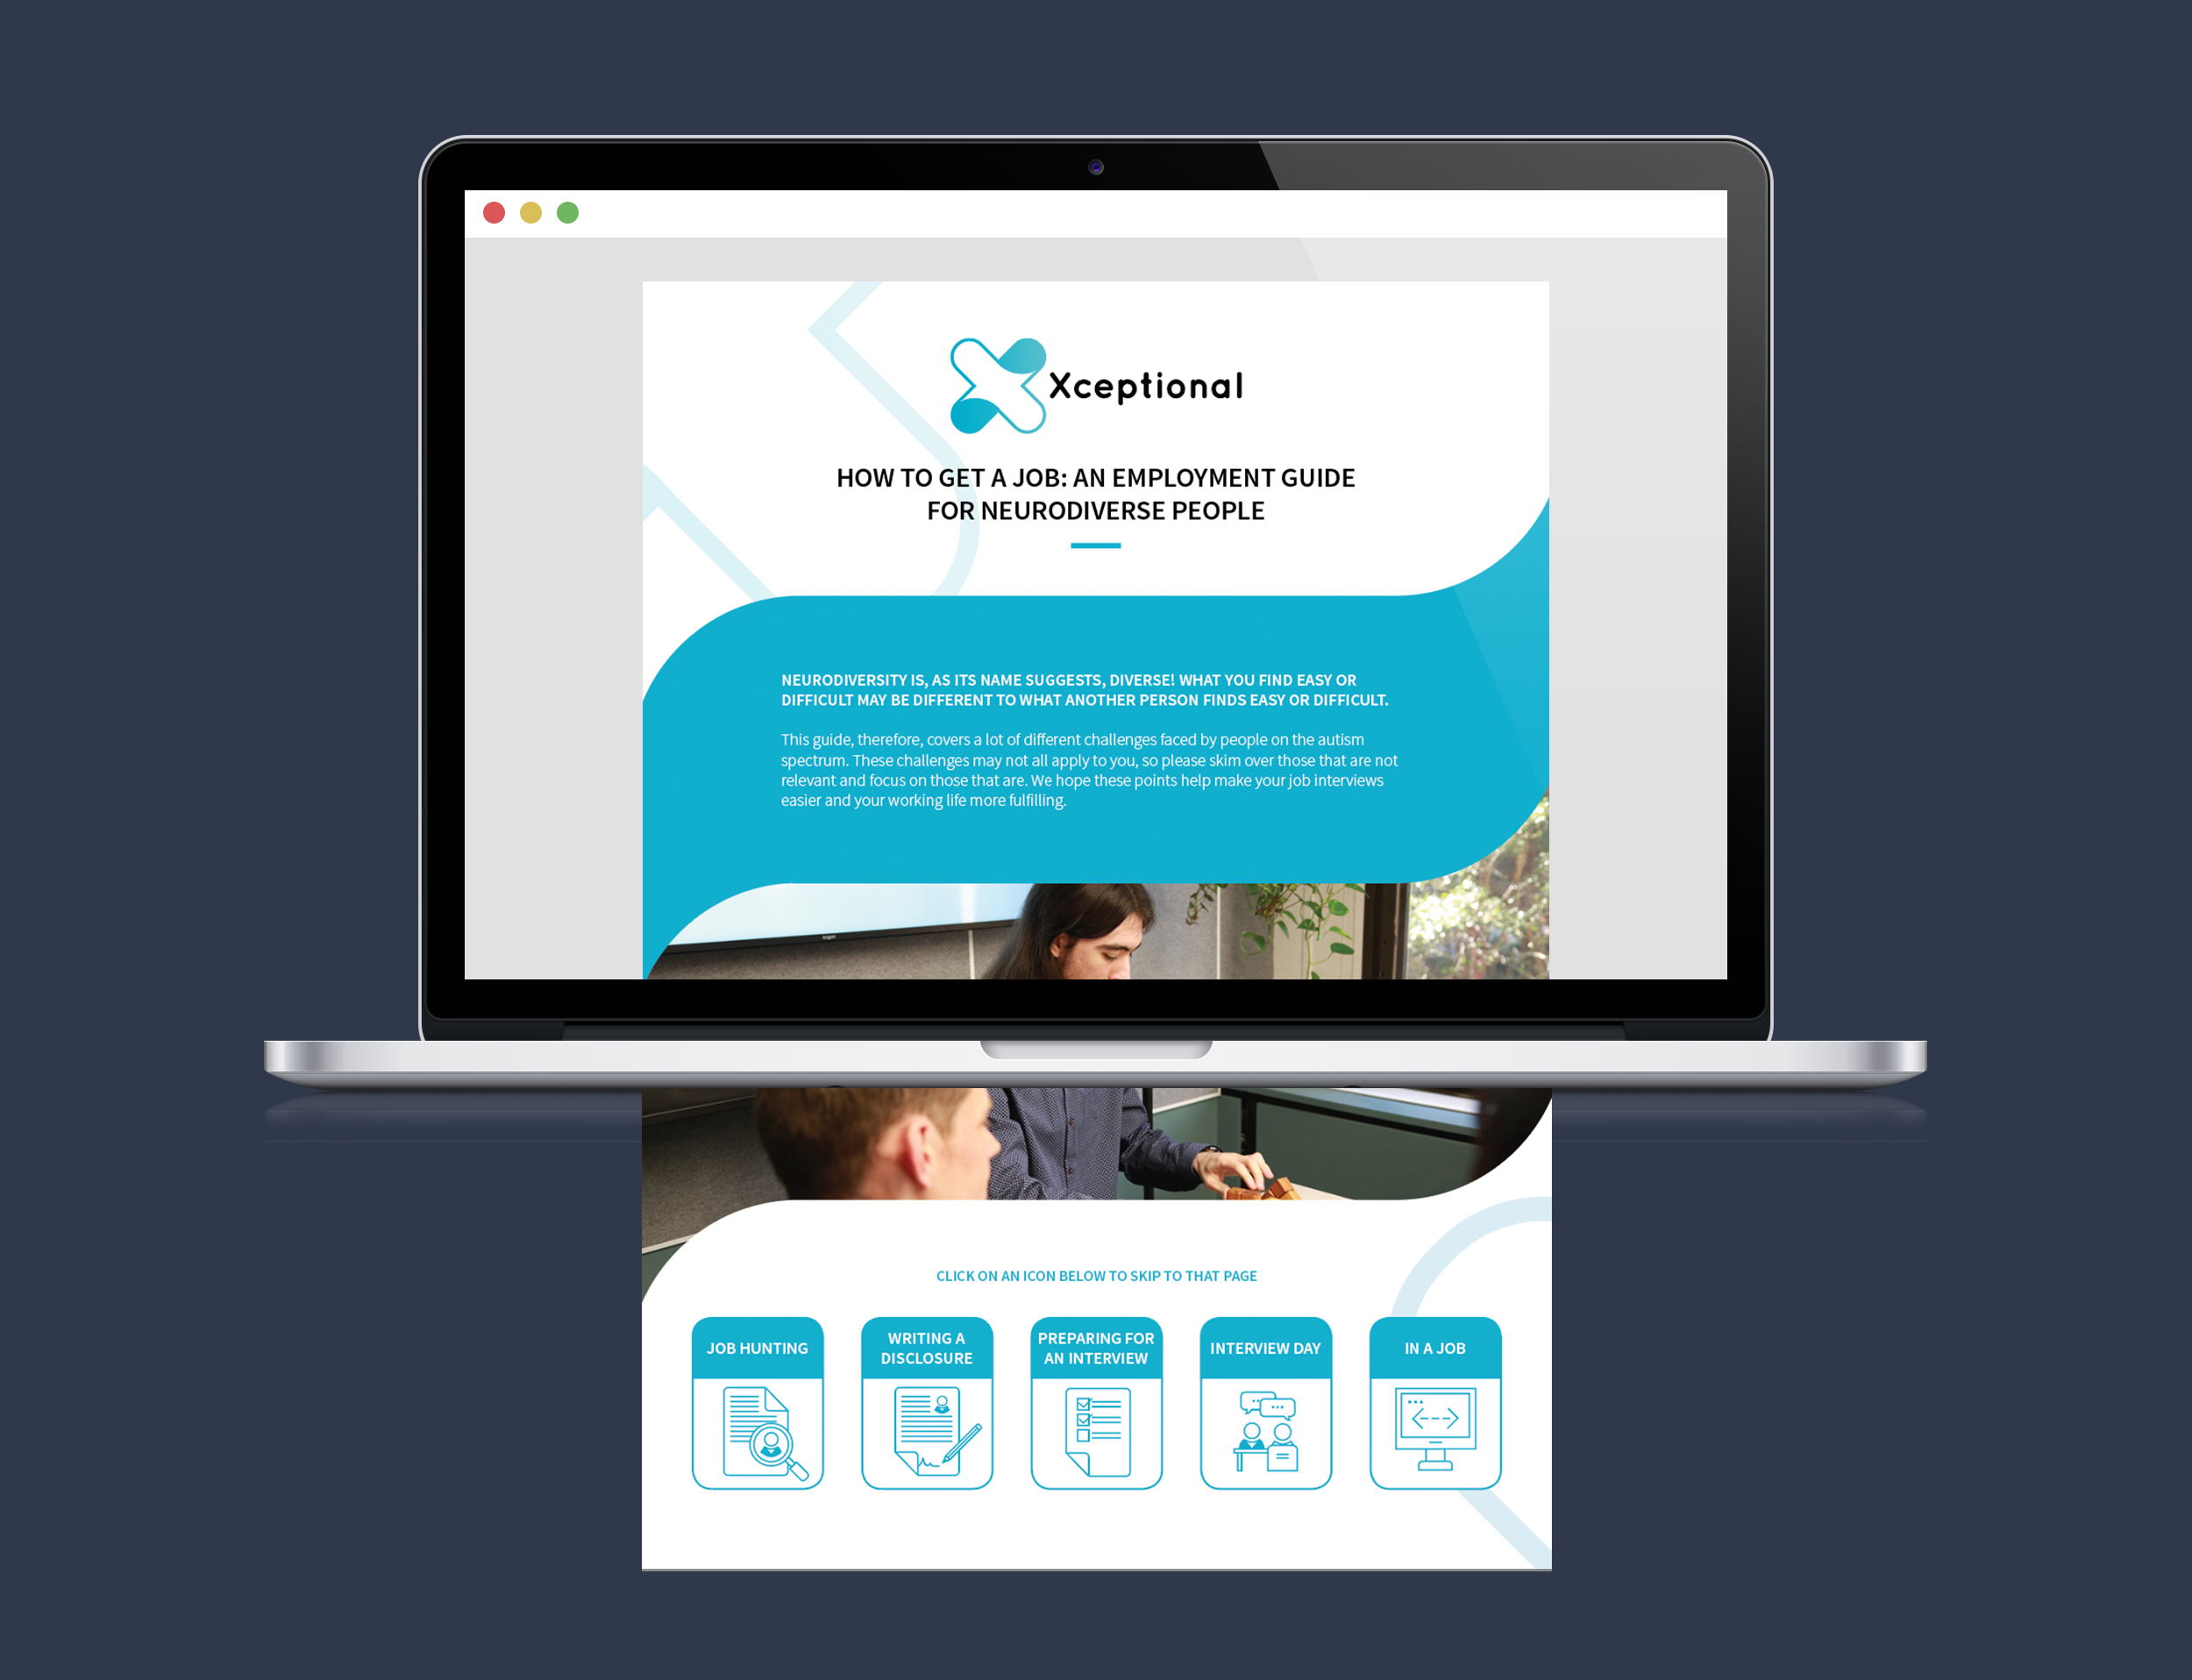 Xceptional
HOW TO GET A JOB: AN EMPLOYMENT GUIDE
FOR NEURODIVERSE PEOPLE
NEURODIVERSITY IS, AS ITS NAME SUGGESTS, DIVERSE! WHAT YOU FIND EASY OR
DIFFICULT MAY BE DIFFERENT TO WHAT ANOTHER PERSON FINDS EASY OR DIFFICULT.
This guide, therefore, covers a lot of different challenges faced by people on the autism
spectrum. These challenges may not all apply to you, so please skim over those that are not
relevant and focus on those that are. We hope these points help make your job interviews
easier and your working life more fulfilling.
CLICK ON AN ICON BELOW TO SKIP TO THAT PAGE
JOB HUNTING
WRITING A
DISCLOSURE
PREPARING FOR
AN INTERVIEW
INTERVIEW DAY
IN A JOB